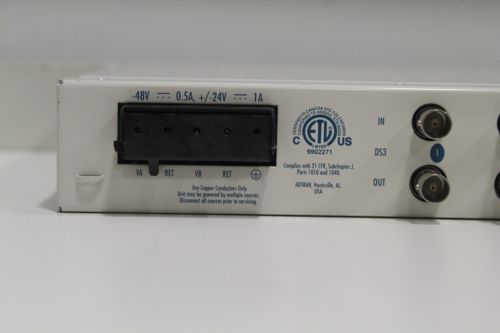 -48V 0.5A, +/-24V 1A
VA RET VB RET
Use Copper Conductors Only
Unit may be powered by multiple sources.
Disconnect all sources prior to servicing.
C ETL US
9902271
Complies with 21 CFR, Subchapter J.
Parts 1010 and 1040.
ADTRAN, Huntsville, AL.
USA
IN
DS3 1
OUT